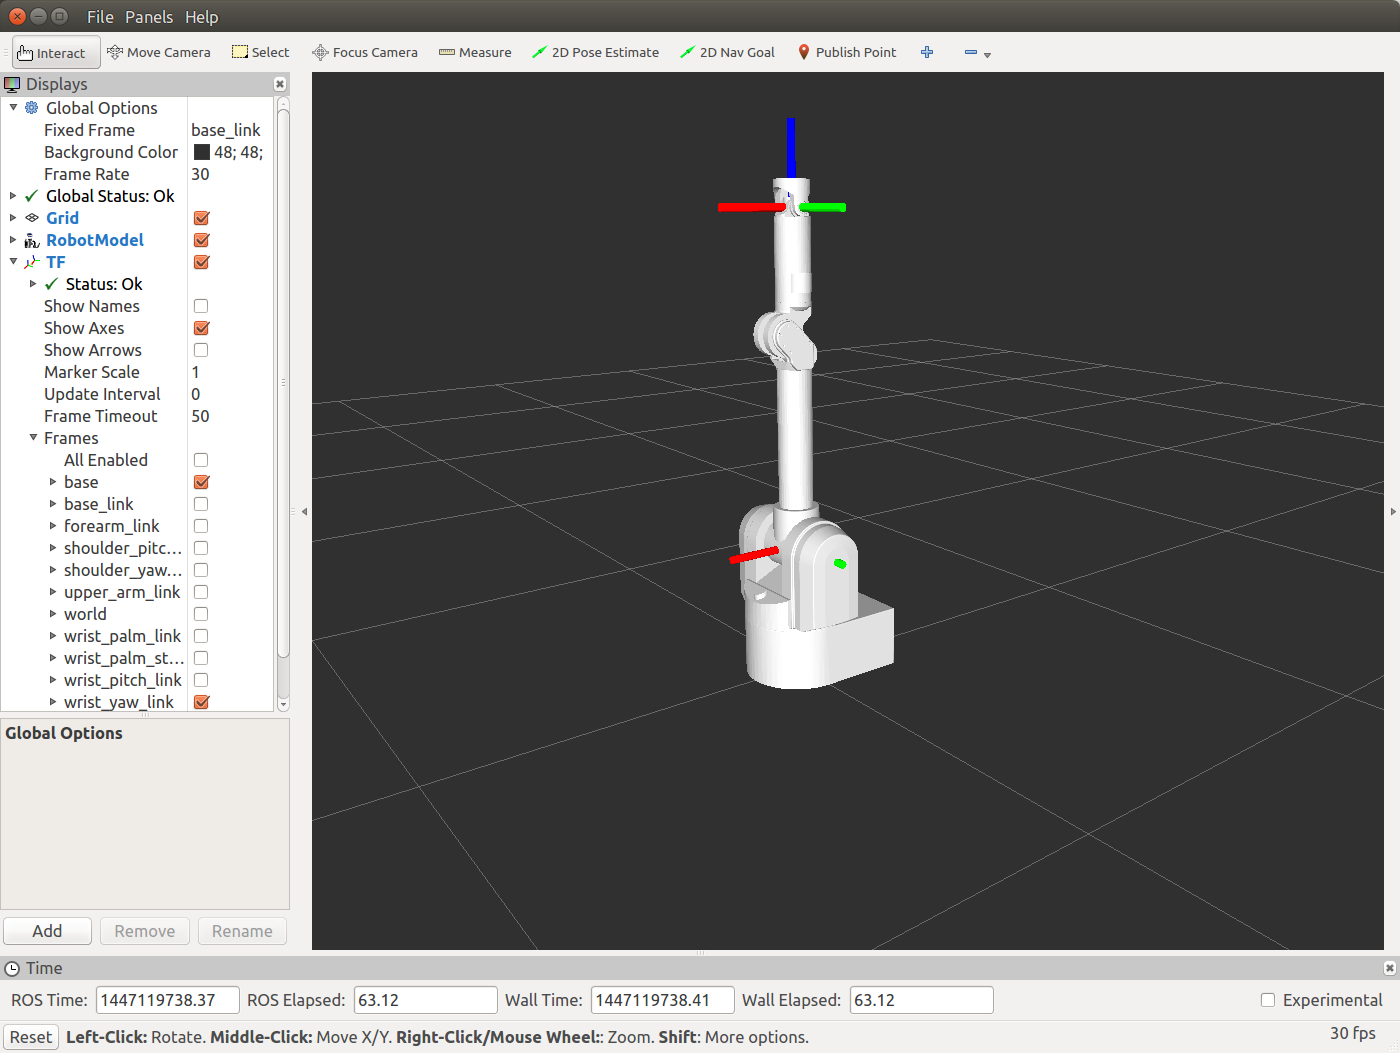 File Panels Help
Interact Move Camera Select Focus Camera Measure 2D Pose Estimate 2D Nav Goal Publish Point
Displays
Global Options
Fixed Frame base_link
Background Color 48; 48;
Frame Rate 30
Global Status: Ok
Grid
RobotModel
TF
Status: Ok
Show Names
Show Axes
Show Arrows
Marker Scale 1
Update Interval 0
Frame Timeout 50
Frames
All Enabled
base
base_link
forearm_link
shoulder_pitc...
shoulder_yaw...
upper_arm_link
world
wrist_palm_link
wrist_palm_st...
wrist_pitch_link
wrist_yaw_link
Global Options
Add Remove Rename
Time
ROS Time: 1447119738.37 ROS Elapsed: 63.12 Wall Time: 1447119738.41 Wall Elapsed: 63.12 Experimental
Reset Left-Click: Rotate. Middle-Click: Move X/Y. Right-Click/Mouse Wheel:: Zoom. Shift: More options. 30 fps